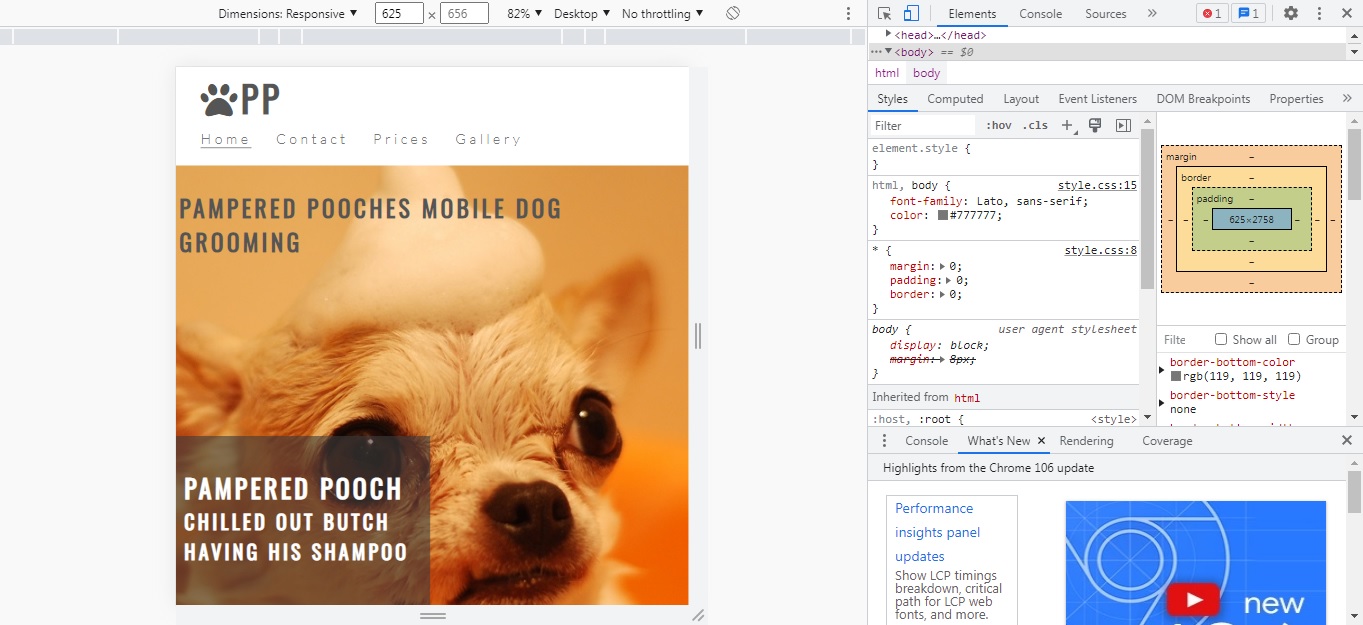 Dimensions: Responsive ▼ 625 × 656 82% ▼ Desktop ▼ No throttling ▼
PP
Home Contact Prices Gallery
PAMPERED POOCHES MOBILE DOG
GROOMING
PAMPERED POOCH
CHILLED OUT BUTCH
HAVING HIS SHAMPOO
Elements Console Sources » 1 1
<head>…</head>
<body> == $0
html body
Styles Computed Layout Event Listeners DOM Breakpoints Properties »
Filter :hov .cls +
element.style {
}
html, body { style.css:15
font-family: Lato, sans-serif;
color: #777777;
}
* { style.css:8
margin: 0;
padding: 0;
border: 0;
}
body { user agent stylesheet
display: block;
margin: 8px;
}
Inherited from html
:host, :root { <style>
margin –
border –
padding –
– – – 625×2758 – – –
–
–
–
Filte Show all Group
border-bottom-color
rgb(119, 119, 119)
border-bottom-style
none
Console What's New × Rendering Coverage
Highlights from the Chrome 106 update
Performance
insights panel
updates
Show LCP timings
breakdown, critical
path for LCP web
fonts, and more.
new